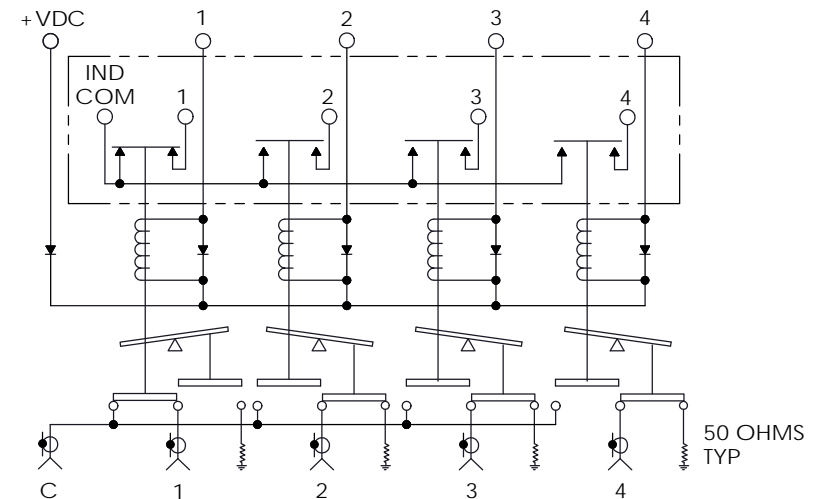 +VDC 1 2 3 4
IND
COM 1 2 3 4
50 OHMS
TYP
C 1 2 3 4